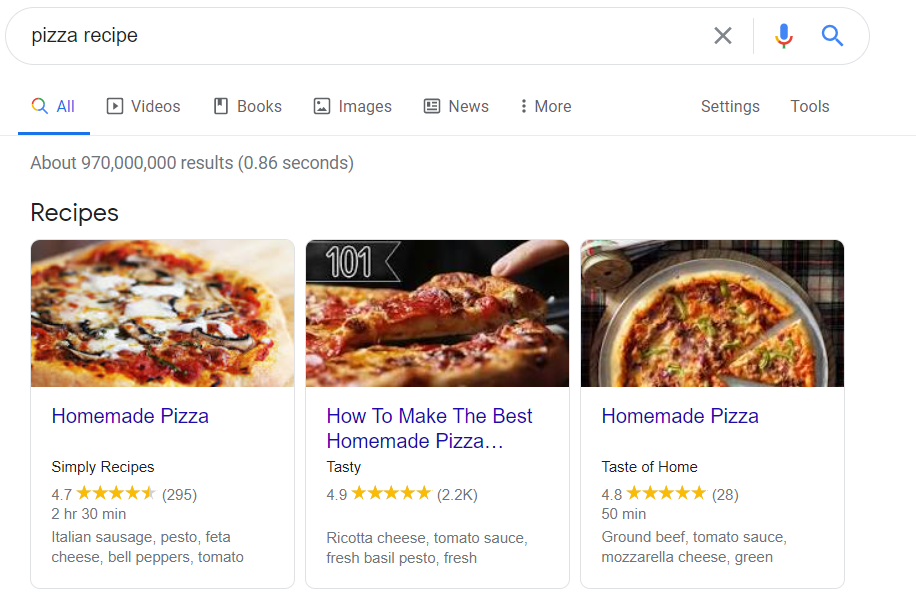 pizza recipe
All Videos Books Images News More Settings Tools
About 970,000,000 results (0.86 seconds)
Recipes
101
Homemade Pizza
Simply Recipes
4.7 (295)
2 hr 30 min
Italian sausage, pesto, feta
cheese, bell peppers, tomato
How To Make The Best
Homemade Pizza…
Tasty
4.9 (2.2K)
Ricotta cheese, tomato sauce,
fresh basil pesto, fresh
Homemade Pizza
Taste of Home
4.8 (28)
50 min
Ground beef, tomato sauce,
mozzarella cheese, green